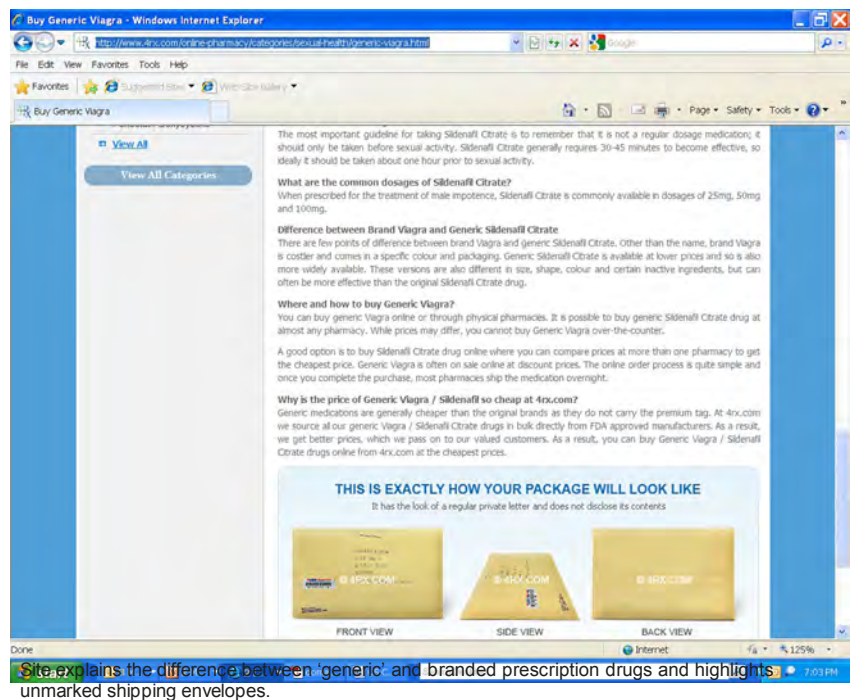 Buy Generic Viagra - Windows Internet Explorer
http://www.4rx.com/online-pharmacy/categories/sexual-health/generic-viagra.html
Google
File Edit View Favorites Tools Help
Favorites Suggested Sites Web Slice Gallery
Buy Generic Viagra
Page Safety Tools
View All
View All Categories
The most important guideline for taking Sildenafil Citrate is to remember that it is not a regular dosage medication; it
should only be taken before sexual activity. Sildenafil Citrate generally requires 30-45 minutes to become effective, so
ideally it should be taken about one hour prior to sexual activity.
What are the common dosages of Sildenafil Citrate?
When prescribed for the treatment of male impotence, Sildenafil Citrate is commonly available in dosages of 25mg, 50mg
and 100mg.
Difference between Brand Viagra and Generic Sildenafil Citrate
There are few points of difference between brand Viagra and generic Sildenafil Citrate. Other than the name, brand Viagra
is costlier and comes in a specific colour and packaging. Generic Sildenafil Citrate is available at lower prices and so is also
more widely available. These versions are also different in size, shape, colour and certain inactive ingredients, but can
often be more effective than the original Sildenafil Citrate drug.
Where and how to buy Generic Viagra?
You can buy generic Viagra online or through physical pharmacies. It is possible to buy generic Sildenafil Citrate drug at
almost any pharmacy. While prices may differ, you cannot buy Generic Viagra over-the-counter.
A good option is to buy Sildenafil Citrate drug online where you can compare prices at more than one pharmacy to get
the cheapest price. Generic Viagra is often on sale online at discount prices. The online order process is quite simple and
once you complete the purchase, most pharmacies ship the medication overnight.
Why is the price of Generic Viagra / Sildenafil so cheap at 4rx.com?
Generic medications are generally cheaper than the original brands as they do not carry the premium tag. At 4rx.com
we source all our generic Viagra / Sildenafil Citrate drugs in bulk directly from FDA approved manufacturers. As a result,
we get better prices, which we pass on to our valued customers. As a result, you can buy Generic Viagra / Sildenafil
Citrate drugs online from 4rx.com at the cheapest prices.
THIS IS EXACTLY HOW YOUR PACKAGE WILL LOOK LIKE
It has the look of a regular private letter and does not disclose its contents
© 4RX.COM © 4RX.COM © 4RX.COM
FRONT VIEW SIDE VIEW BACK VIEW
Done Internet 125%
start 7:03 PM
Site explains the difference between 'generic' and branded prescription drugs and highlights
unmarked shipping envelopes.